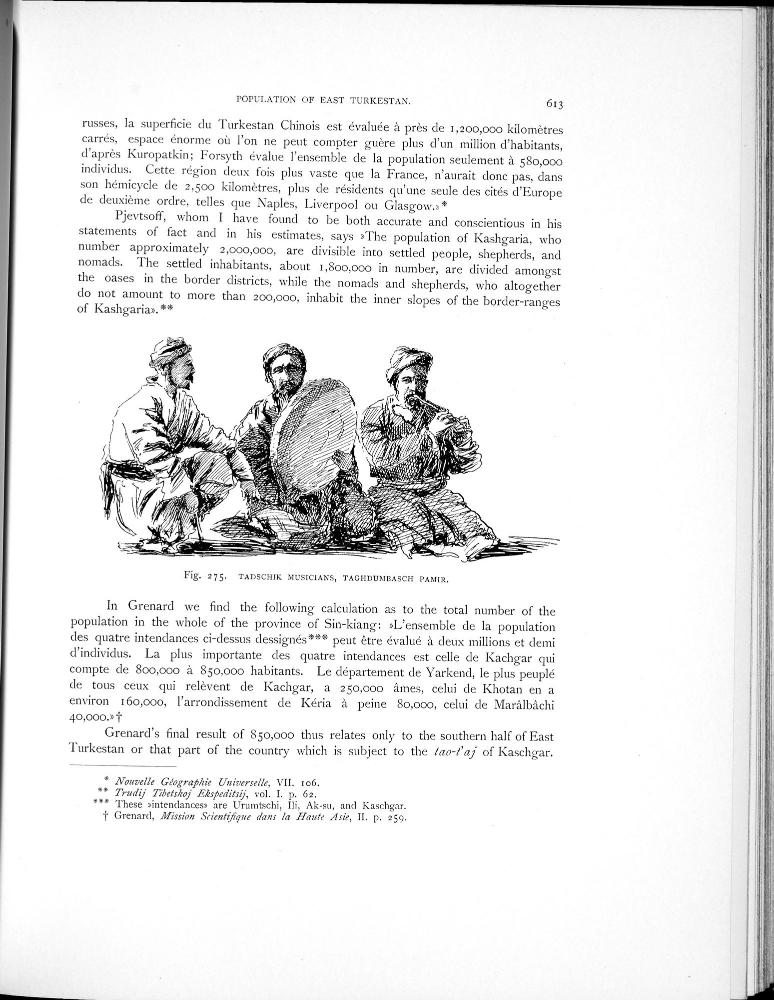 POPULATION OF EAST TURKESTAN. 613
russes, la superficie du Turkestan Chinois est évaluée à près de 1,200,000 kilomètres
carrés, espace énorme où l'on ne peut compter guère plus d'un million d'habitants,
d'après Kuropatkin; Forsyth évalue l'ensemble de la population seulement à 580,000
individus. Cette région deux fois plus vaste que la France, n'aurait donc pas, dans
son hémicycle de 2,500 kilomètres, plus de résidents qu'une seule des cités d'Europe
de deuxième ordre, telles que Naples, Liverpool ou Glasgow.»*
Pjevtsoff, whom I have found to be both accurate and conscientious in his
statements of fact and in his estimates, says »The population of Kashgaria, who
number approximately 2,000,000, are divisible into settled people, shepherds, and
nomads. The settled inhabitants, about 1,800,000 in number, are divided amongst
the oases in the border districts, while the nomads and shepherds, who altogether
do not amount to more than 200,000, inhabit the inner slopes of the border-ranges
of Kashgaria».**
Fig. 275. TADSCHIK MUSICIANS, TAGHDUMBASCH PAMIR.
In Grenard we find the following calculation as to the total number of the
population in the whole of the province of Sin-kiang: »L'ensemble de la population
des quatre intendances ci-dessus dessignés*** peut être évalué à deux millions et demi
d'individus. La plus importante des quatre intendances est celle de Kachgar qui
compte de 800,000 à 850,000 habitants. Le département de Yarkend, le plus peuplé
de tous ceux qui relèvent de Kachgar, a 250,000 âmes, celui de Khotan en a
environ 160,000, l'arrondissement de Kéria à peine 80,000, celui de Marâlbâchi
40,000.»†
Grenard's final result of 850,000 thus relates only to the southern half of East
Turkestan or that part of the country which is subject to the tao-t'aj of Kaschgar.
* Nouvelle Géographie Universelle, VII. 106.
** Trudij Tibetskoj Ekspeditsij, vol. I. p. 62.
*** These »intendances» are Urumtschi, Ili, Ak-su, and Kaschgar.
† Grenard, Mission Scientifique dans la Haute Asie, II. p. 259.